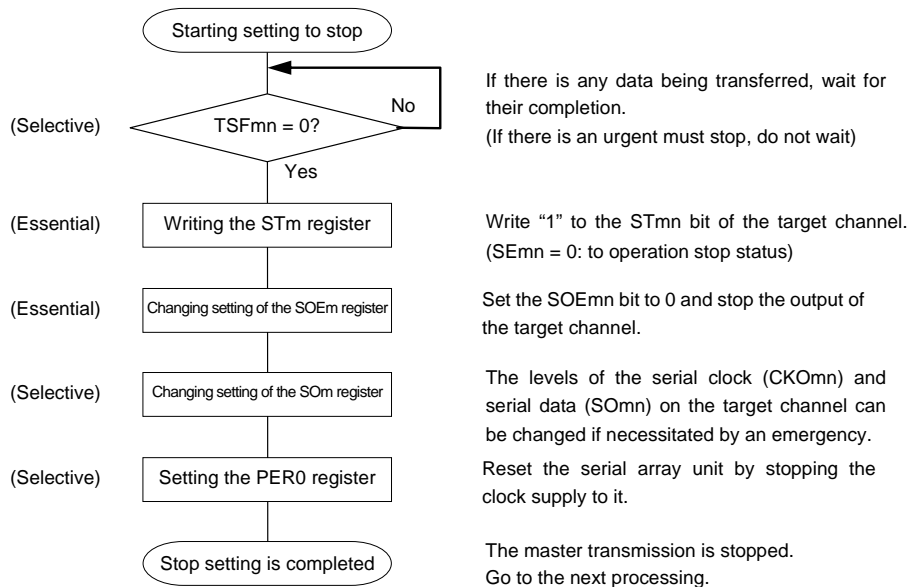 Starting setting to stop
No
If there is any data being transferred, wait for
their completion.
(If there is an urgent must stop, do not wait)
(Selective)
TSFmn = 0?
Yes
(Essential)
Writing the STm register
Write “1” to the STmn bit of the target channel.
(SEmn = 0: to operation stop status)
(Essential)
Changing setting of the SOEm register
Set the SOEmn bit to 0 and stop the output of
the target channel.
(Selective)
Changing setting of the SOm register
The levels of the serial clock (CKOmn) and
serial data (SOmn) on the target channel can
be changed if necessitated by an emergency.
(Selective)
Setting the PER0 register
Reset the serial array unit by stopping the
clock supply to it.
Stop setting is completed
The master transmission is stopped.
Go to the next processing.